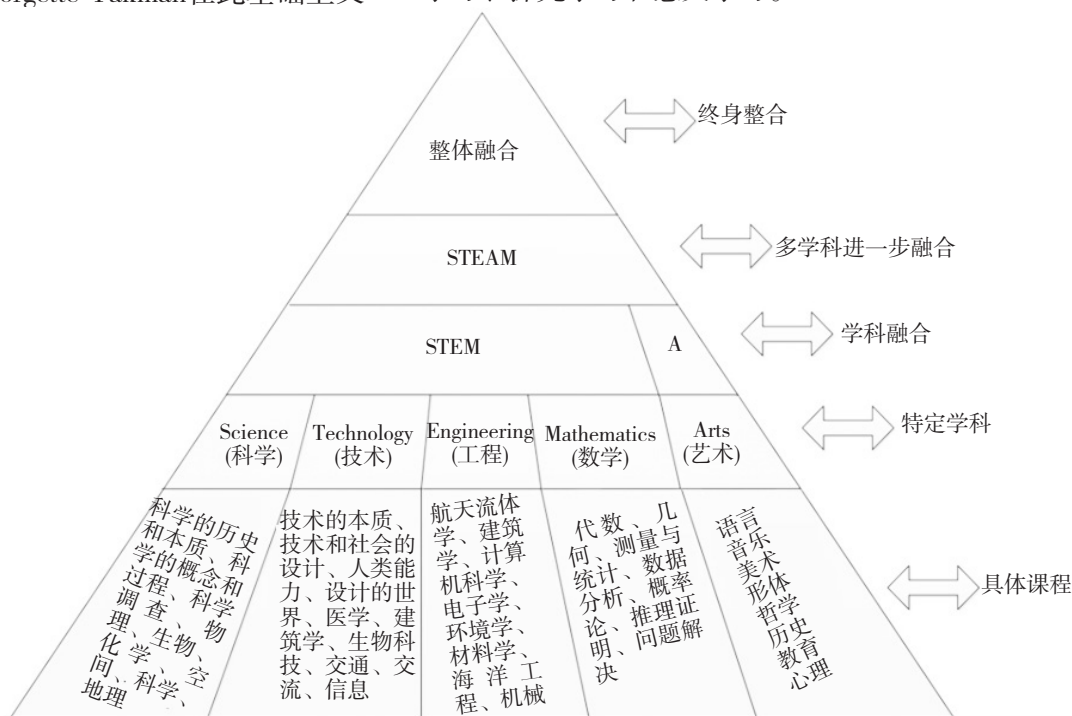 整体融合
终身整合
STEAM
多学科进一步融合
STEM
A
学科融合
Science
(科学)
Technology
(技术)
Engineering
(工程)
Mathematics
(数学)
Arts
(艺术)
特定学科
科学的历史
和本质、科
学的概念和
过程、科学
调查、物
理、生物、
化学、空
间、科学、
地理
技术的本质、
技术和社会的
设计、人类能
力、设计的世
界、医学、建
筑学、生物科
技、交通、交
流、信息
航天流体
学、建筑
学、计算
机科学、
电子学、
环境学、
材料学、
海洋工
程、机械
代数、几
何、测量与
统计、数据
分析、概率
论、推理证
明、问题解
决
语言
音乐
美术
形体
哲学
历史
教育
心理
具体课程